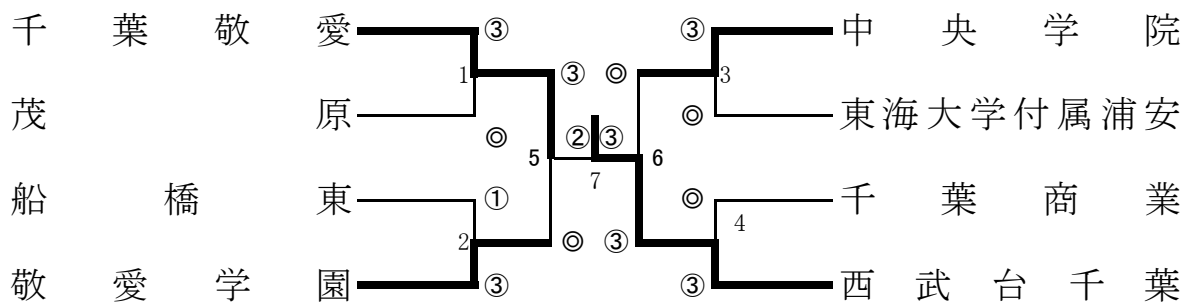 千葉敬愛 ③ ③ 中央学院
1 ③ ◎ 3
茂原 ◎ ② ③ ◎ 東海大学付属浦安
5 7 6
船橋東 ① ◎ 千葉商業
2 ◎ ③ 4
敬愛学園 ③ ③ 西武台千葉